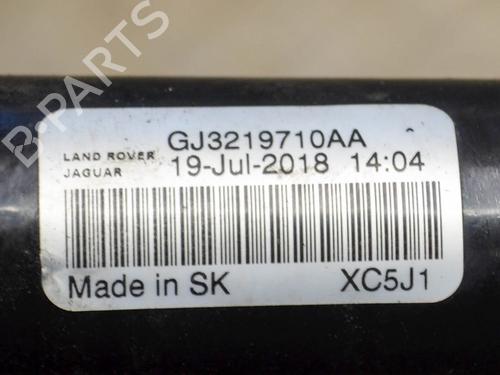 B-PARTS
GJ3219710AA
LAND ROVER
JAGUAR
19-Jul-2018 14:04
Made in SK
XC5J1